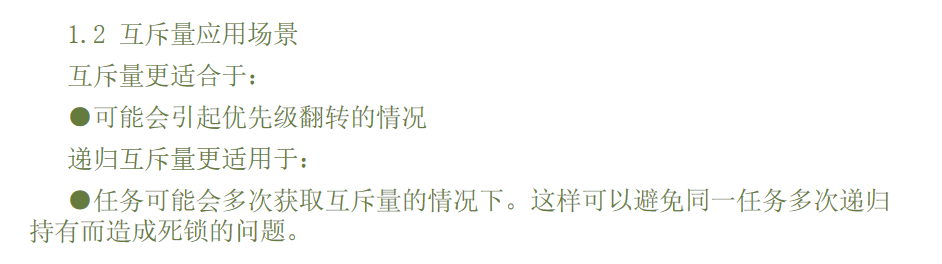 1.2 互斥量应用场景
互斥量更适合于：
●可能会引起优先级翻转的情况
递归互斥量更适用于：
●任务可能会多次获取互斥量的情况下。这样可以避免同一任务多次递归
持有而造成死锁的问题。